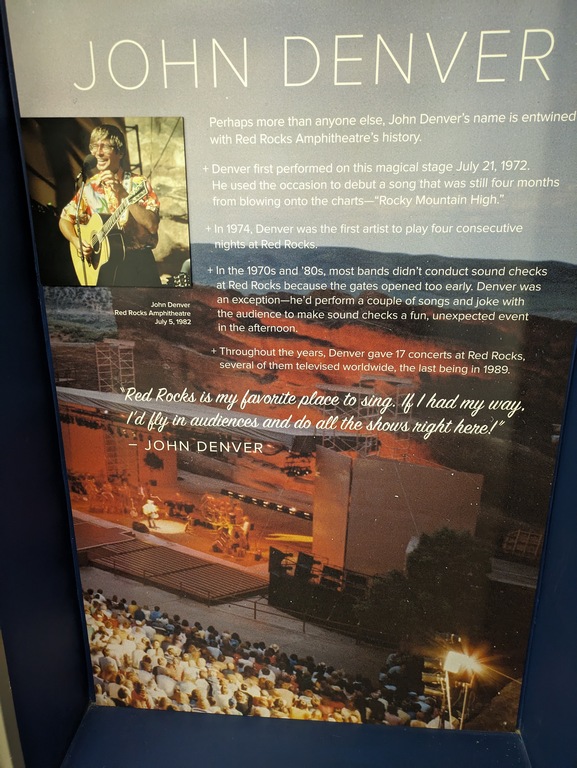 JOHN DENVER
Perhaps more than anyone else, John Denver's name is entwined
with Red Rocks Amphitheatre's history.
+ Denver first performed on this magical stage July 21, 1972.
He used the occasion to debut a song that was still four months
from blowing onto the charts—“Rocky Mountain High.”
+ In 1974, Denver was the first artist to play four consecutive
nights at Red Rocks.
+ In the 1970s and '80s, most bands didn't conduct sound checks
at Red Rocks because the gates opened too early. Denver was
an exception—he'd perform a couple of songs and joke with
the audience to make sound checks a fun, unexpected event
in the afternoon.
John Denver
Red Rocks Amphitheatre
July 5, 1982
+ Throughout the years, Denver gave 17 concerts at Red Rocks,
several of them televised worldwide, the last being in 1989.
“Red Rocks is my favorite place to sing. If I had my way,
I'd fly in audiences and do all the shows right here!”
– JOHN DENVER